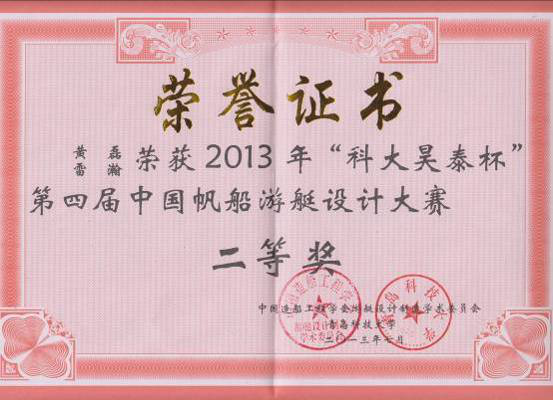 荣誉证书
黄磊
雷瀚
荣获2013年“科大昊泰杯”
第四届中国帆船游艇设计大赛
二等奖
中国造船工程学会游艇设计制造学术委员会
青岛科技大学
二〇一三年七月